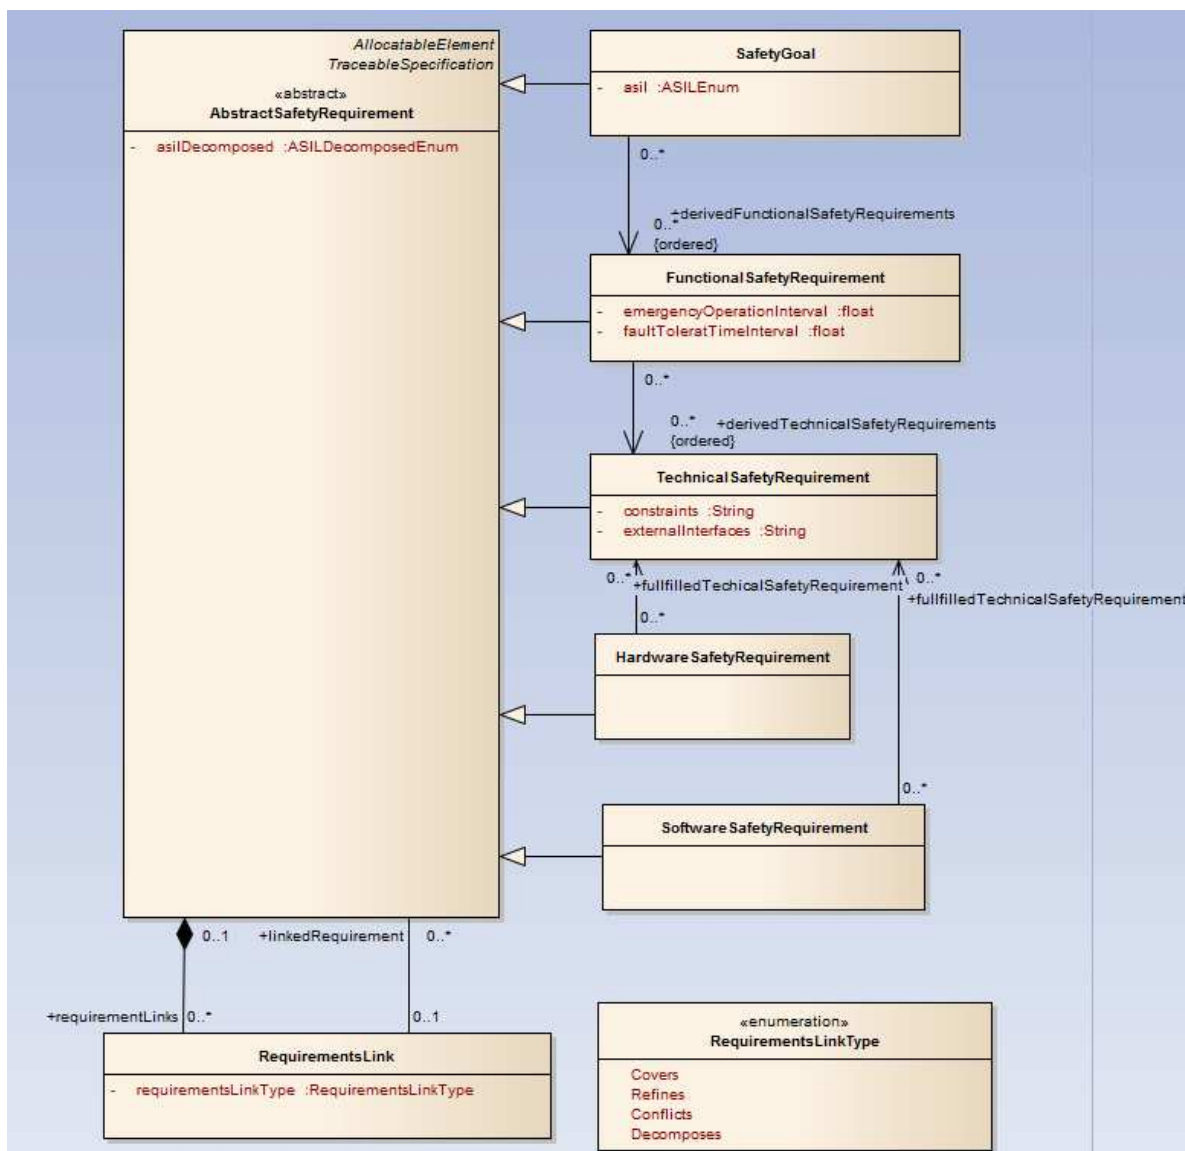 AllocatableElement
TraceableSpecification
«abstract»
AbstractSafetyRequirement
- asilDecomposed :ASILDecomposedEnum
SafetyGoal
- asil :ASILEnum
0..*
+derivedFunctionalSafetyRequirements
0..*
{ordered}
FunctionalSafetyRequirement
- emergencyOperationInterval :float
- faultToleratTimeInterval :float
0..*
0..* +derivedTechnicalSafetyRequirements
{ordered}
TechnicalSafetyRequirement
- constraints :String
- externalInterfaces :String
0..*
+fullfilledTechicalSafetyRequirement
0..*
+fullfilledTechnicalSafetyRequirement
0..*
HardwareSafetyRequirement
0..*
SoftwareSafetyRequirement
0..1
+linkedRequirement
0..*
+requirementLinks
0..*
0..1
RequirementsLink
- requirementsLinkType :RequirementsLinkType
«enumeration»
RequirementsLinkType
Covers
Refines
Conflicts
Decomposes